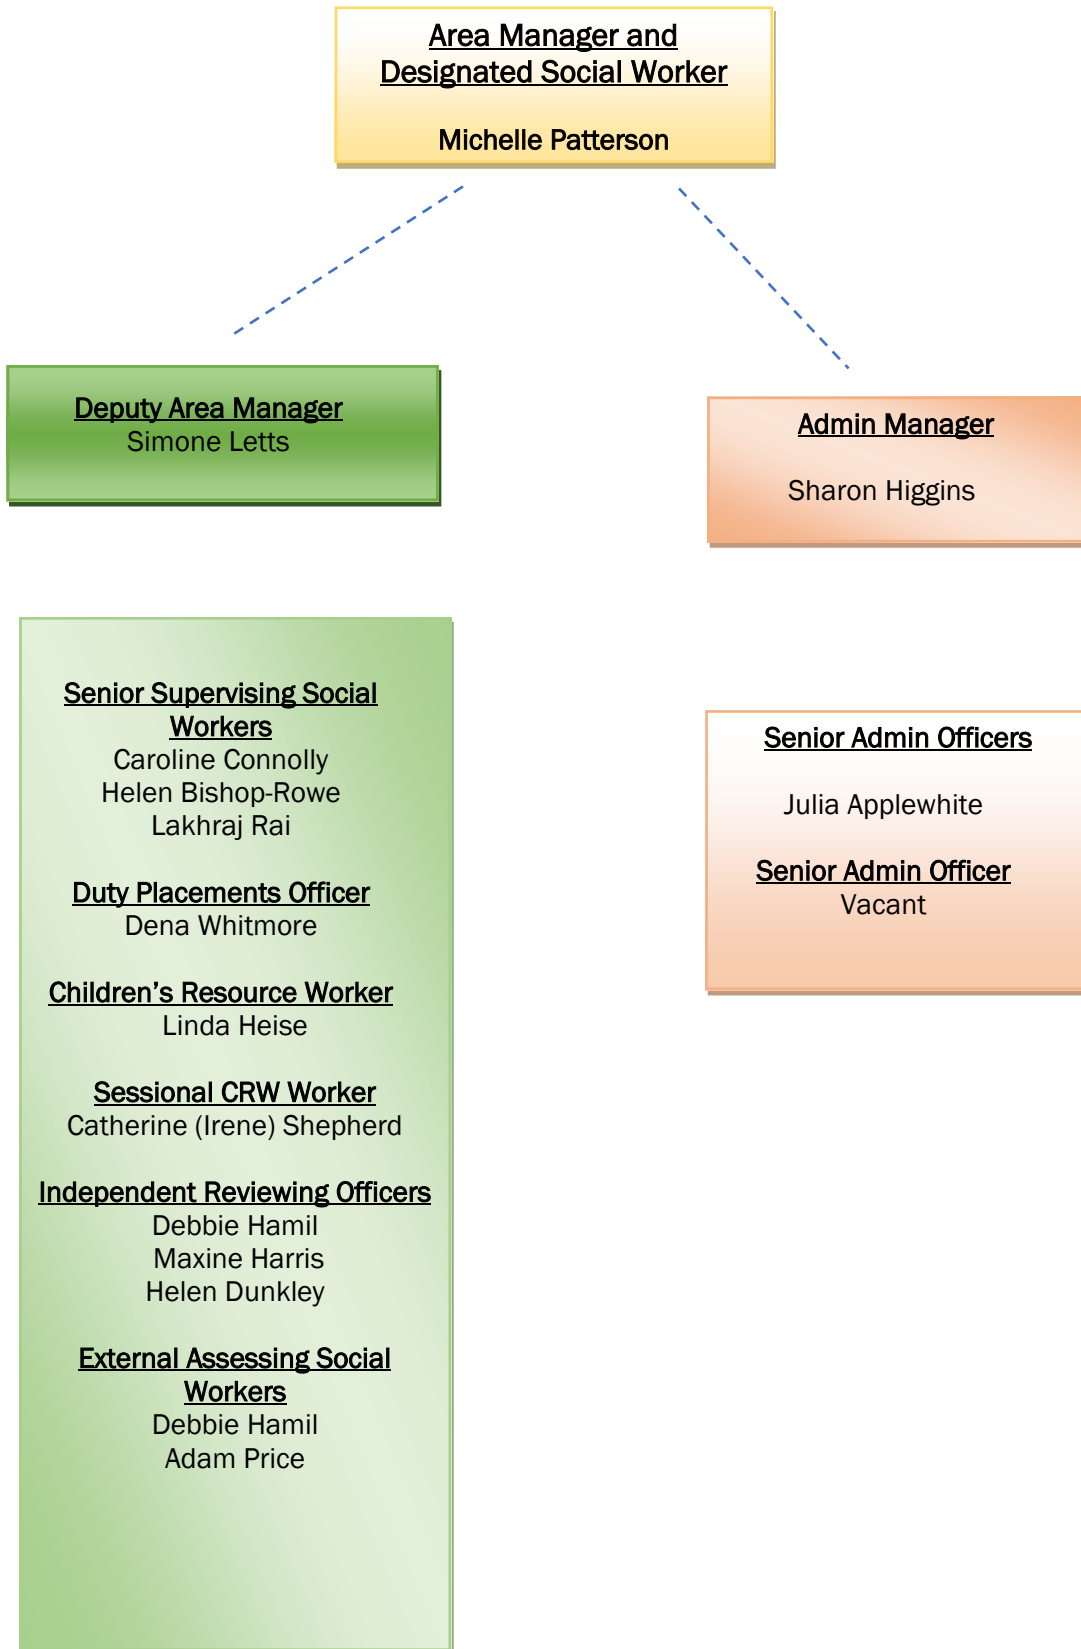 Area Manager and
Designated Social Worker
Michelle Patterson
Deputy Area Manager
Simone Letts
Admin Manager
Sharon Higgins
Senior Supervising Social
Workers
Caroline Connolly
Helen Bishop-Rowe
Lakhraj Rai
Duty Placements Officer
Dena Whitmore
Children’s Resource Worker
Linda Heise
Sessional CRW Worker
Catherine (Irene) Shepherd
Independent Reviewing Officers
Debbie Hamil
Maxine Harris
Helen Dunkley
External Assessing Social
Workers
Debbie Hamil
Adam Price
Senior Admin Officers
Julia Applewhite
Senior Admin Officer
Vacant